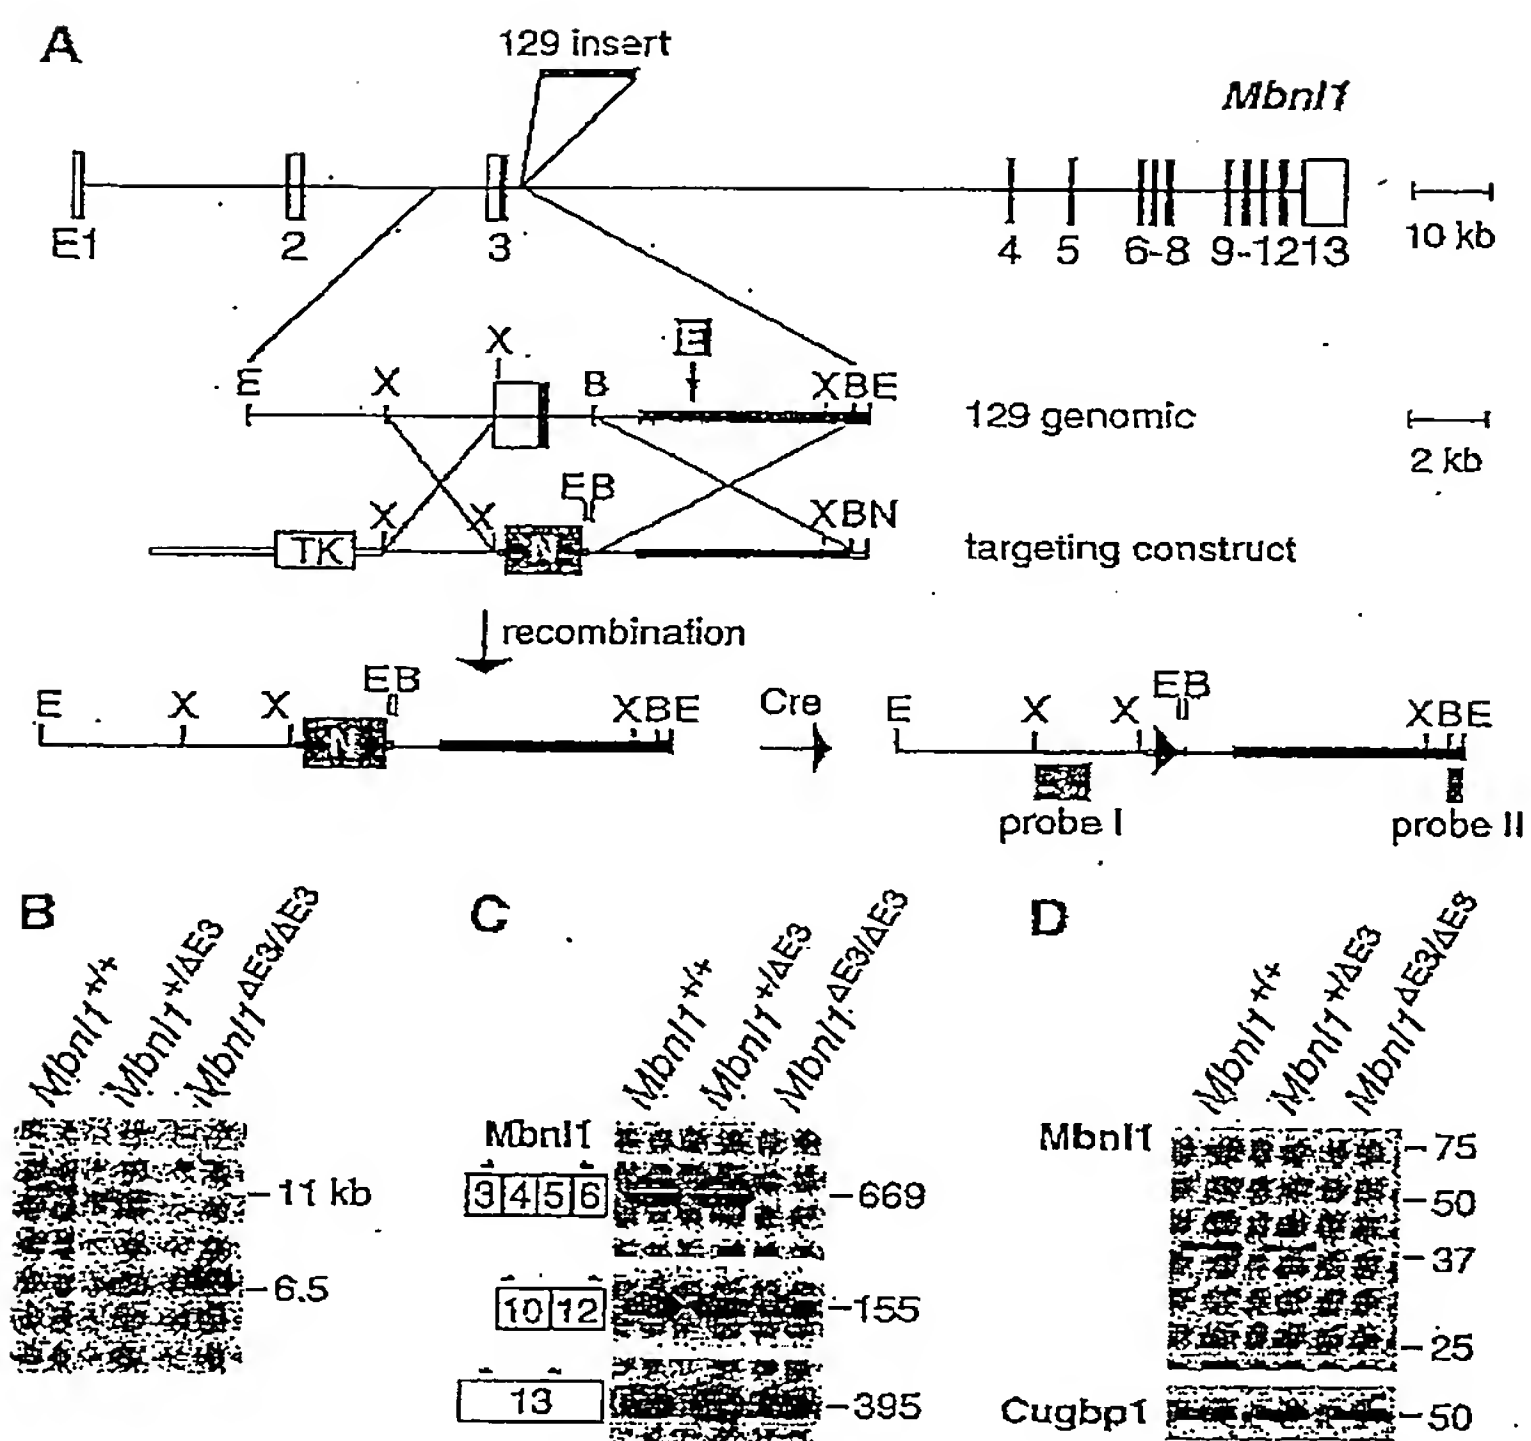 A
129 insert
Mbnl1
E1 2 3 4 5 6-8 9-12 13 10 kb
X E
E X B XBE
129 genomic
2 kb
EB
X X XBN
TK N
targeting construct
recombination
EB EB
E X X XBE Cre E X X XBE
N
probe I probe II
B C D
Mbnl1+/+ Mbnl1+/ΔE3 Mbnl1ΔE3/ΔE3
Mbnl1+/+ Mbnl1+/ΔE3 Mbnl1ΔE3/ΔE3
Mbnl1+/+ Mbnl1+/ΔE3 Mbnl1ΔE3/ΔE3
11 kb
6.5
Mbnl1
3 4 5 6 669
10 12 155
13 395
Mbnl1 75
50
37
25
Cugbp1 50